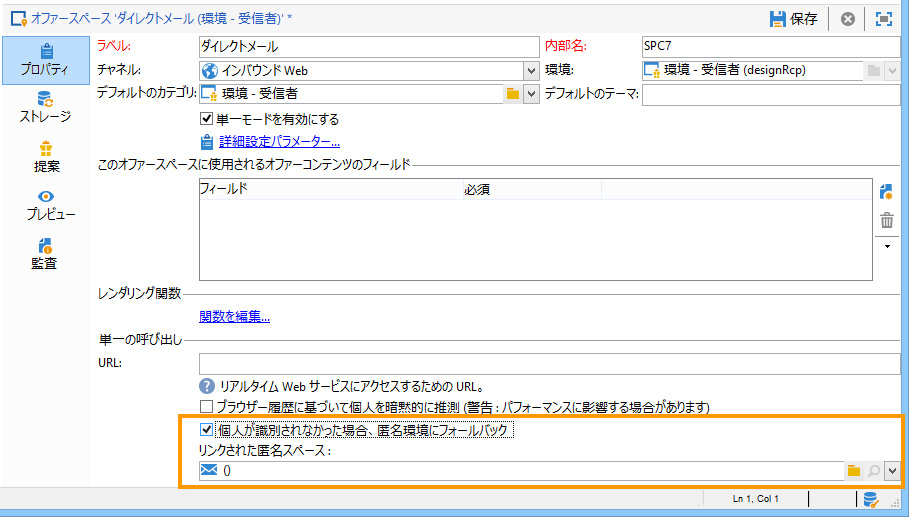 オファースペース 'ダイレクトメール (環境 - 受信者)' *
保存
プロパティ
ストレージ
提案
プレビュー
監査
ラベル:
ダイレクトメール
内部名:
SPC7
チャネル:
インバウンド Web
環境:
環境 - 受信者 (designRcp)
デフォルトのカテゴリ:
環境 - 受信者
デフォルトのテーマ:
単一モードを有効にする
詳細設定パラメーター...
このオファースペースに使用されるオファーコンテンツのフィールド
フィールド
必須
レンダリング関数
関数を編集...
単一の呼び出し
URL:
リアルタイム Web サービスにアクセスするための URL。
ブラウザー履歴に基づいて個人を暗黙的に推測 (警告 : パフォーマンスに影響する場合があります)
個人が識別されなかった場合、匿名環境にフォールバック
リンクされた匿名スペース :
()
Ln 1, Col 1